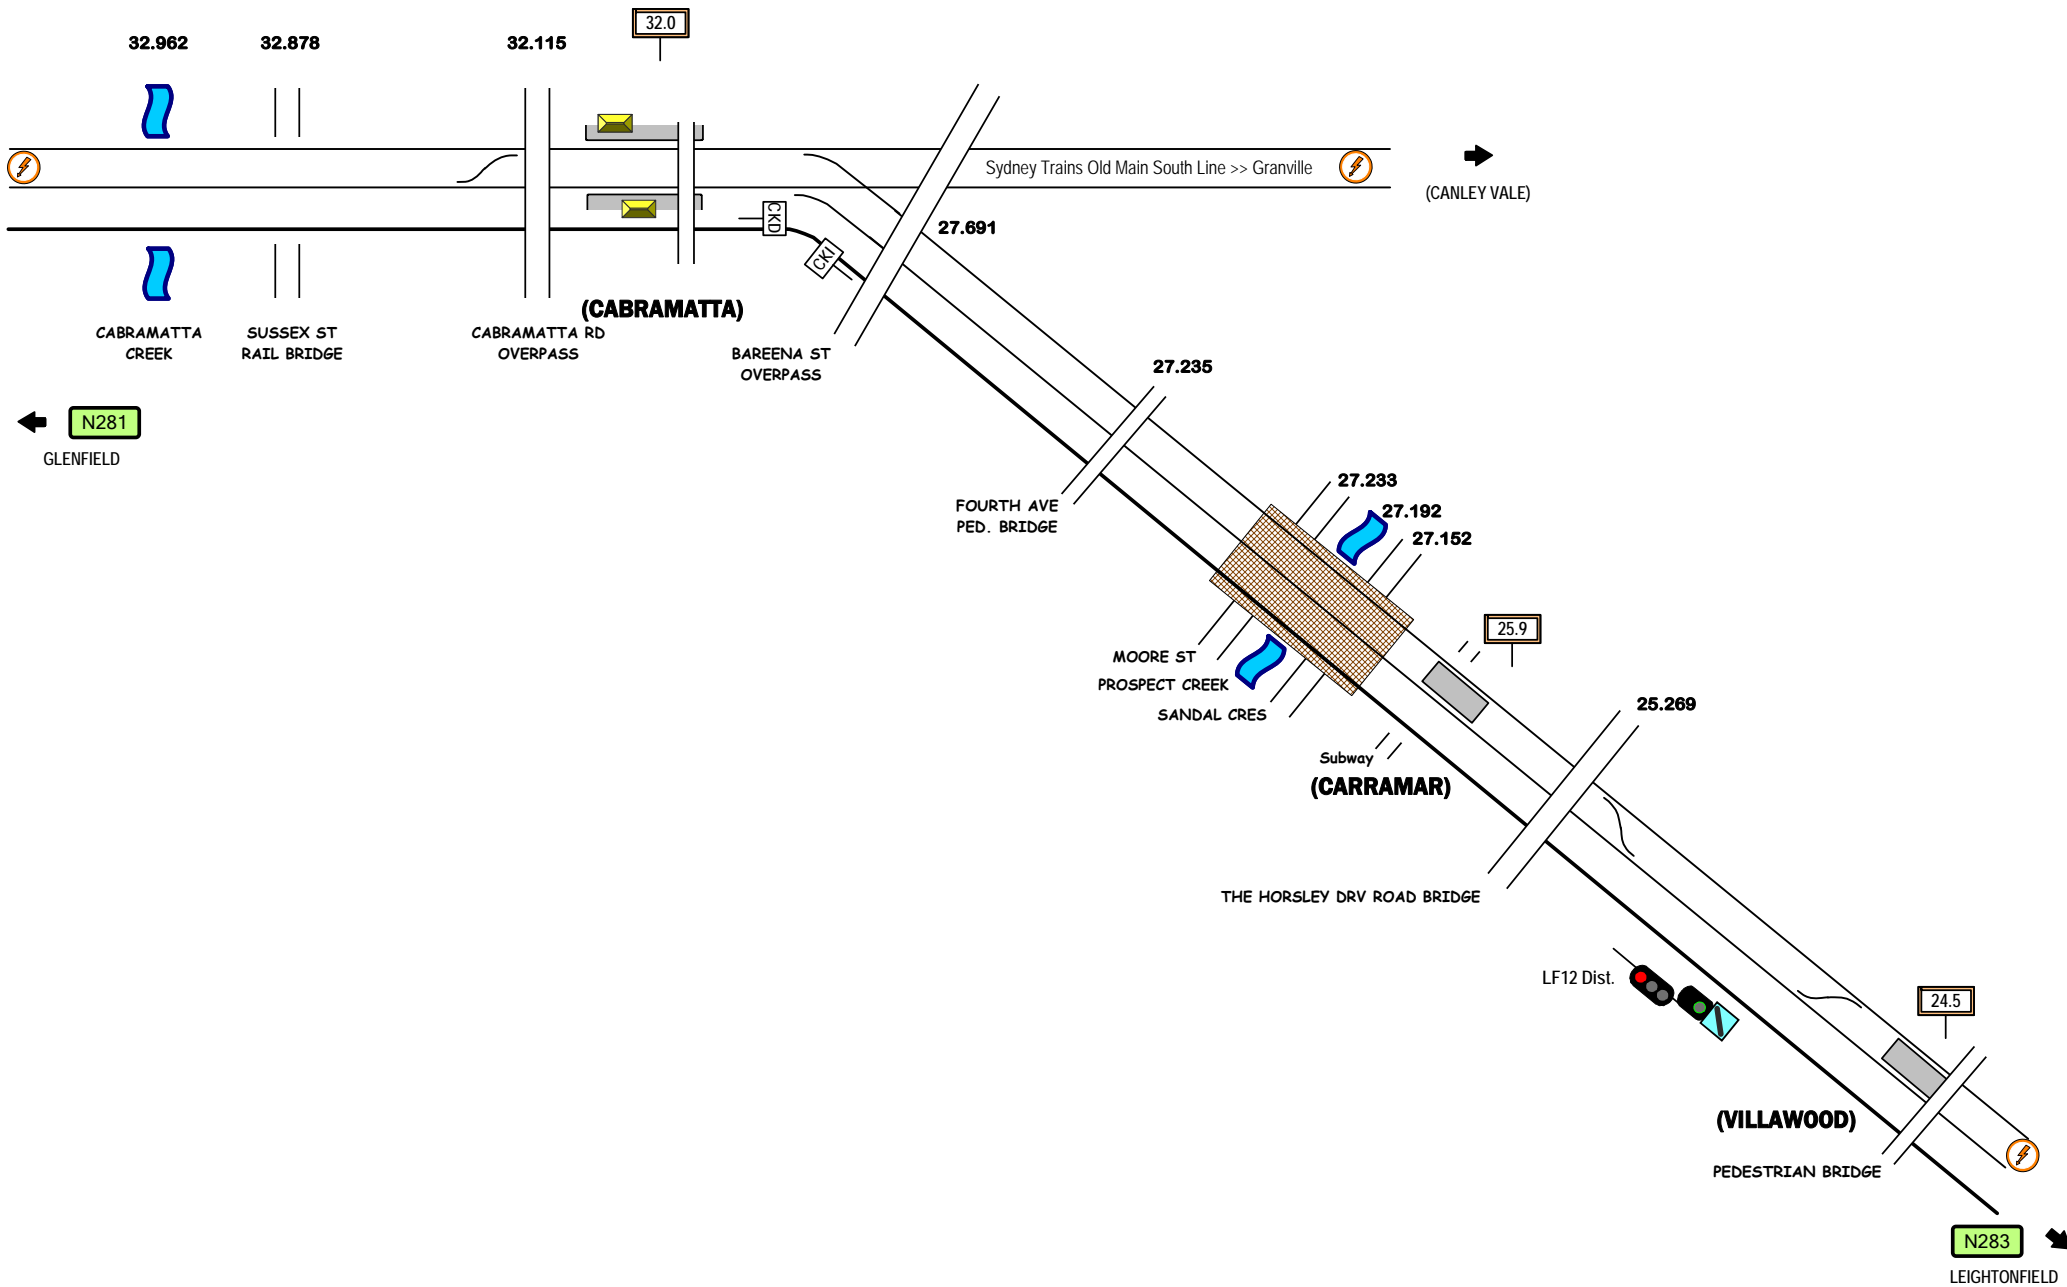 32.0
32.962
32.878
32.115
Sydney Trains Old Main South Line >> Granville
(CANLEY VALE)
CKD
CKI
27.691
(CABRAMATTA)
CABRAMATTA
CREEK
SUSSEX ST
RAIL BRIDGE
CABRAMATTA RD
OVERPASS
BAREENA ST
OVERPASS
27.235
N281
GLENFIELD
27.233
27.192
27.152
FOURTH AVE
PED. BRIDGE
25.9
MOORE ST
PROSPECT CREEK
SANDAL CRES
25.269
Subway
(CARRAMAR)
THE HORSLEY DRV ROAD BRIDGE
LF12 Dist.
24.5
(VILLAWOOD)
PEDESTRIAN BRIDGE
N283
LEIGHTONFIELD